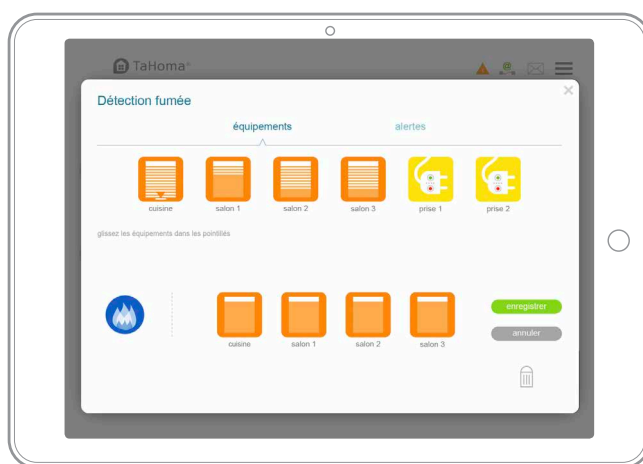 TaHoma®
Détection fumée
équipements alertes
cuisine salon 1 salon 2 salon 3 prise 1 prise 2
glissez les équipements dans les pointillés
enregistrer
annuler
cuisine salon 1 salon 2 salon 3